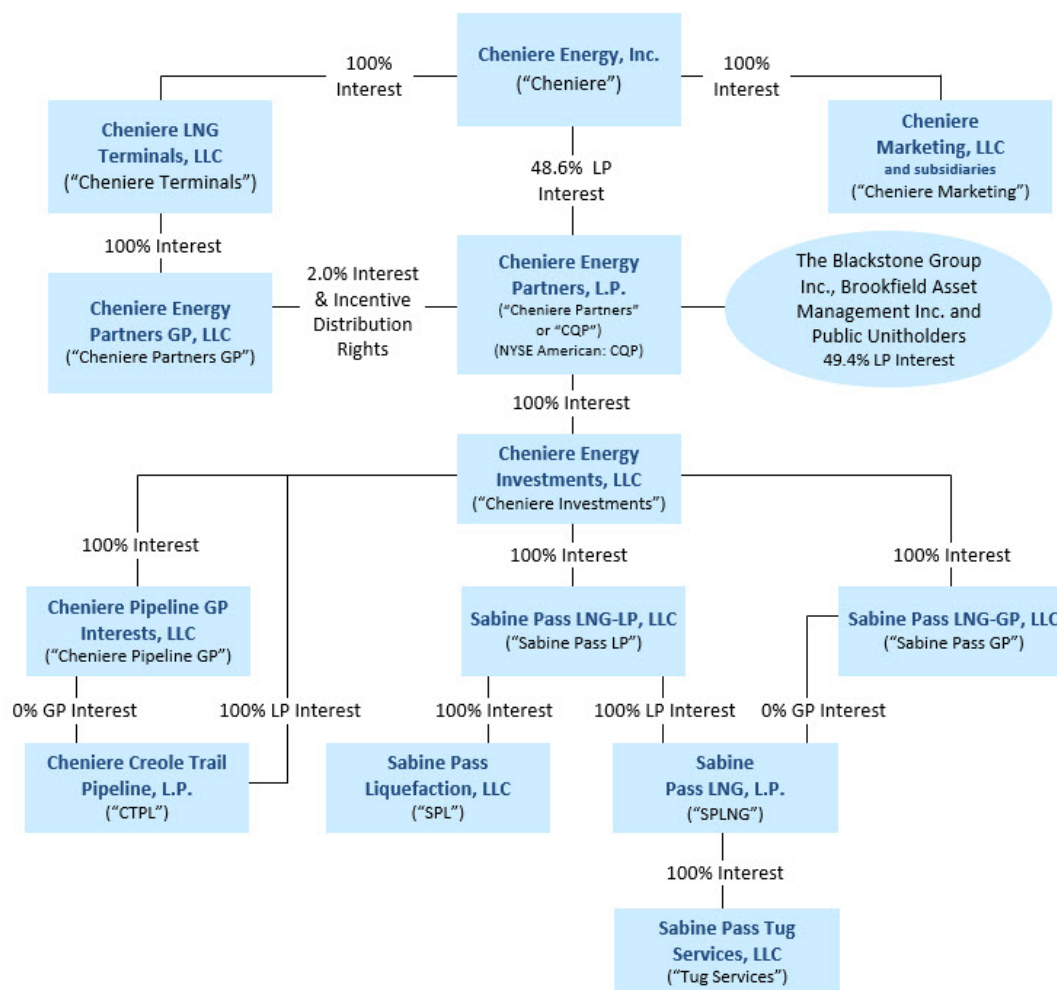 Cheniere Energy, Inc.
(“Cheniere”)
100%
Interest
100%
Interest
Cheniere LNG
Terminals, LLC
(“Cheniere Terminals”)
Cheniere
Marketing, LLC
and subsidiaries
(“Cheniere Marketing”)
48.6% LP
Interest
100% Interest
Cheniere Energy
Partners GP, LLC
(“Cheniere Partners GP”)
2.0% Interest
& Incentive
Distribution
Rights
Cheniere Energy
Partners, L.P.
(“Cheniere Partners”
or “CQP”)
(NYSE American: CQP)
The Blackstone Group
Inc., Brookfield Asset
Management Inc. and
Public Unitholders
49.4% LP Interest
100% Interest
Cheniere Energy
Investments, LLC
(“Cheniere Investments”)
100% Interest
100% Interest
100% Interest
Cheniere Pipeline GP
Interests, LLC
(“Cheniere Pipeline GP”)
Sabine Pass LNG-LP, LLC
(“Sabine Pass LP”)
Sabine Pass LNG-GP, LLC
(“Sabine Pass GP”)
0% GP Interest
100% LP Interest
100% Interest
100% LP Interest
0% GP Interest
Cheniere Creole Trail
Pipeline, L.P.
(“CTPL”)
Sabine Pass
Liquefaction, LLC
(“SPL”)
Sabine
Pass LNG, L.P.
(“SPLNG”)
100% Interest
Sabine Pass Tug
Services, LLC
(“Tug Services”)